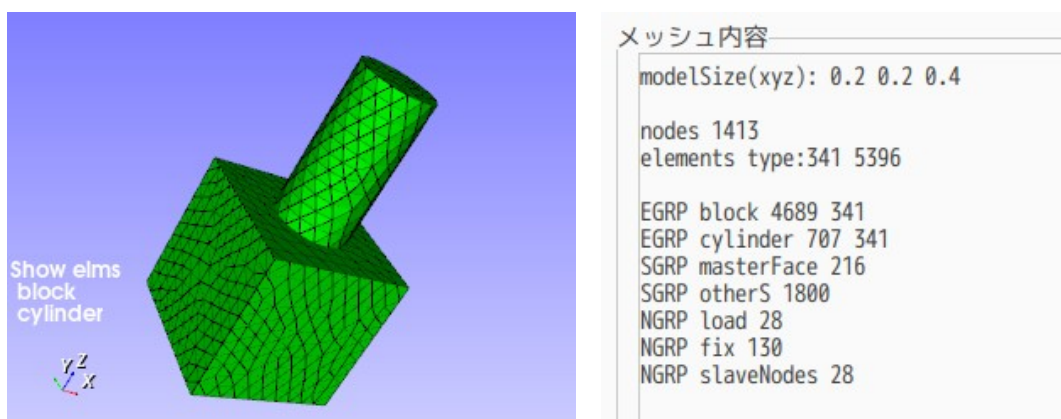 Show elms
block
cylinder
Y Z
X
メッシュ内容
modelSize(xyz): 0.2 0.2 0.4
nodes 1413
elements type:341 5396
EGRP block 4689 341
EGRP cylinder 707 341
SGRP masterFace 216
SGRP otherS 1800
NGRP load 28
NGRP fix 130
NGRP slaveNodes 28